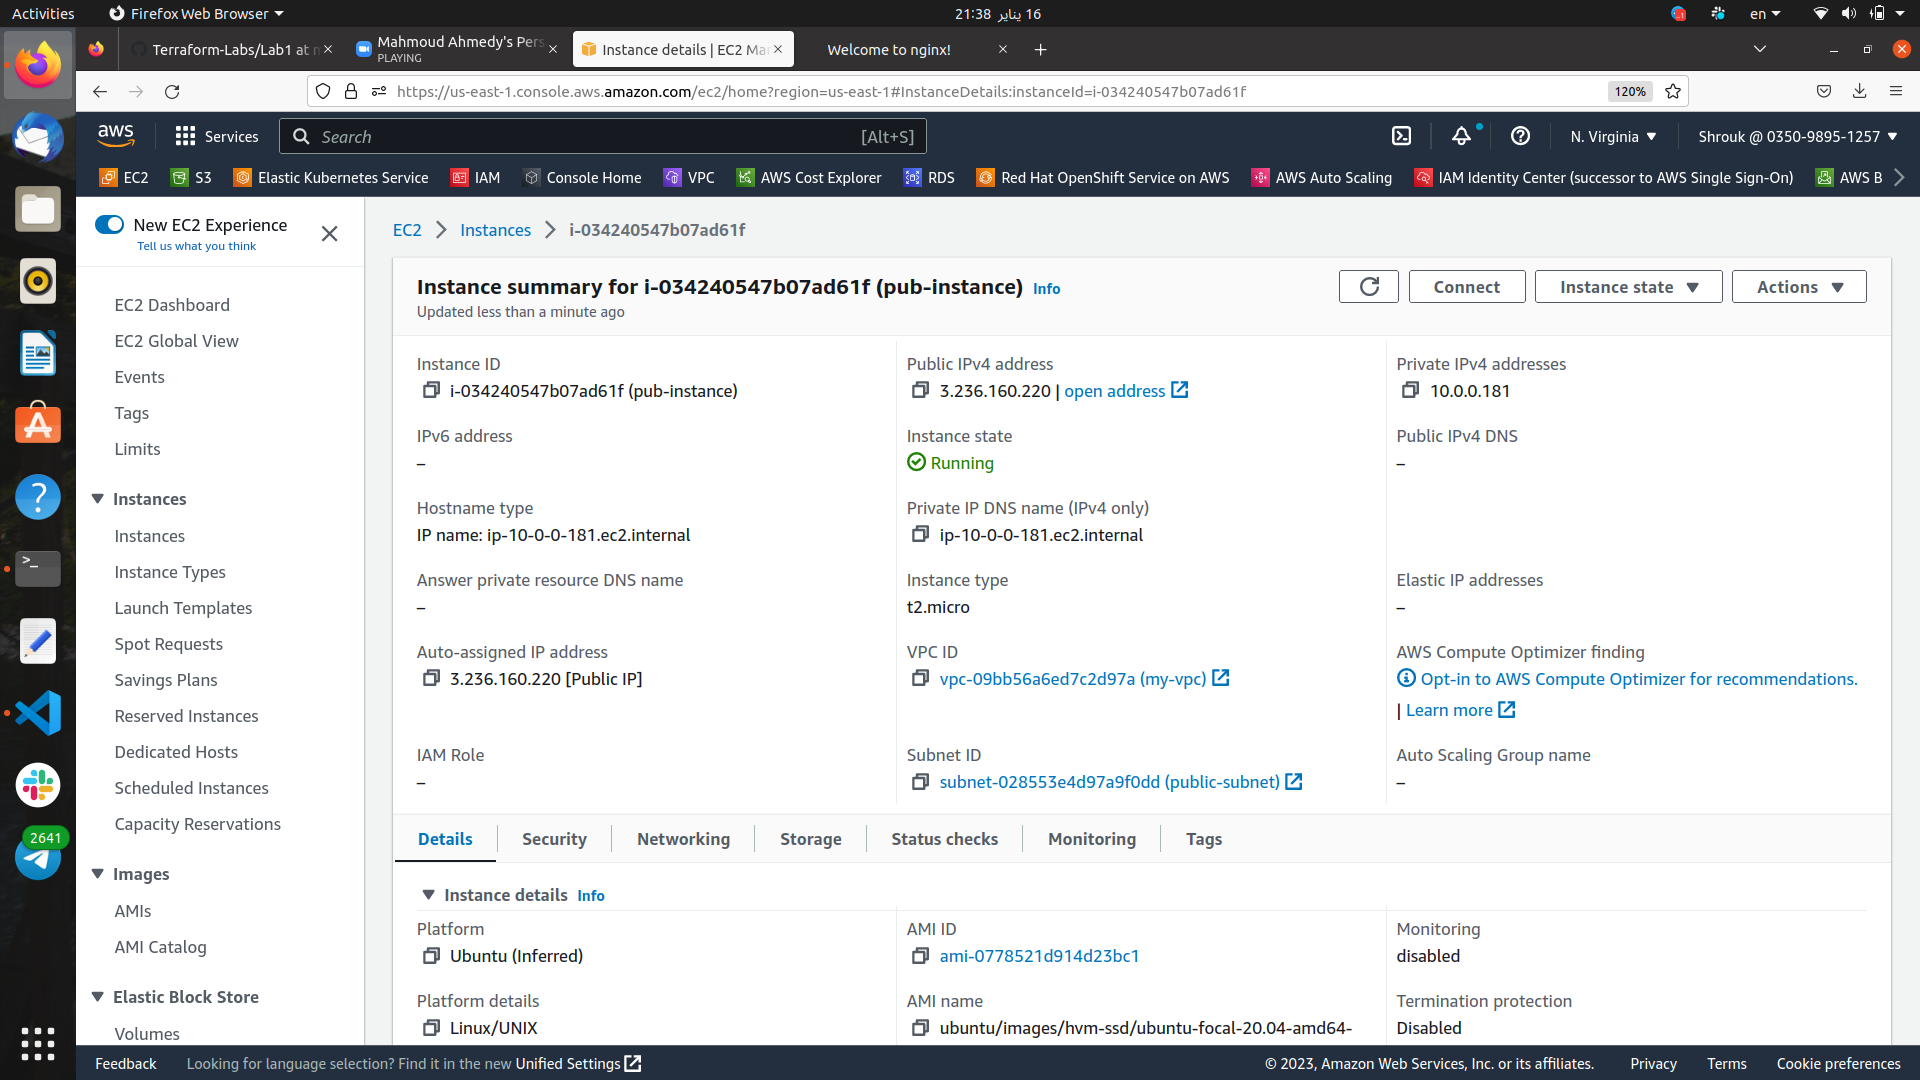 Activities
Firefox Web Browser
21:38 16 يناير
en
Terraform-Labs/Lab1 at m
Mahmoud Ahmedy's Pers
PLAYING
Instance details | EC2 Ma
Welcome to nginx!
https://us-east-1.console.aws.amazon.com/ec2/home?region=us-east-1#InstanceDetails:instanceId=i-034240547b07ad61f
120%
aws
Services
Search
[Alt+S]
N. Virginia
Shrouk @ 0350-9895-1257
EC2
S3
Elastic Kubernetes Service
IAM
Console Home
VPC
AWS Cost Explorer
RDS
Red Hat OpenShift Service on AWS
AWS Auto Scaling
IAM Identity Center (successor to AWS Single Sign-On)
AWS B
New EC2 Experience
Tell us what you think
EC2 Dashboard
EC2 Global View
Events
Tags
Limits
Instances
Instances
Instance Types
Launch Templates
Spot Requests
Savings Plans
Reserved Instances
Dedicated Hosts
Scheduled Instances
Capacity Reservations
Images
AMIs
AMI Catalog
Elastic Block Store
Volumes
2641
EC2
Instances
i-034240547b07ad61f
Instance summary for i-034240547b07ad61f (pub-instance) Info
Updated less than a minute ago
Connect
Instance state
Actions
Instance ID
i-034240547b07ad61f (pub-instance)
Public IPv4 address
3.236.160.220 | open address
Private IPv4 addresses
10.0.0.181
IPv6 address
–
Instance state
Running
Public IPv4 DNS
–
Hostname type
IP name: ip-10-0-0-181.ec2.internal
Private IP DNS name (IPv4 only)
ip-10-0-0-181.ec2.internal
Answer private resource DNS name
–
Instance type
t2.micro
Elastic IP addresses
–
Auto-assigned IP address
3.236.160.220 [Public IP]
VPC ID
vpc-09bb56a6ed7c2d97a (my-vpc)
AWS Compute Optimizer finding
Opt-in to AWS Compute Optimizer for recommendations.
| Learn more
IAM Role
–
Subnet ID
subnet-028553e4d97a9f0dd (public-subnet)
Auto Scaling Group name
–
Details
Security
Networking
Storage
Status checks
Monitoring
Tags
Instance details Info
Platform
Ubuntu (Inferred)
AMI ID
ami-0778521d914d23bc1
Monitoring
disabled
Platform details
Linux/UNIX
AMI name
ubuntu/images/hvm-ssd/ubuntu-focal-20.04-amd64-
Termination protection
Disabled
Feedback
Looking for language selection? Find it in the new Unified Settings
© 2023, Amazon Web Services, Inc. or its affiliates.
Privacy
Terms
Cookie preferences